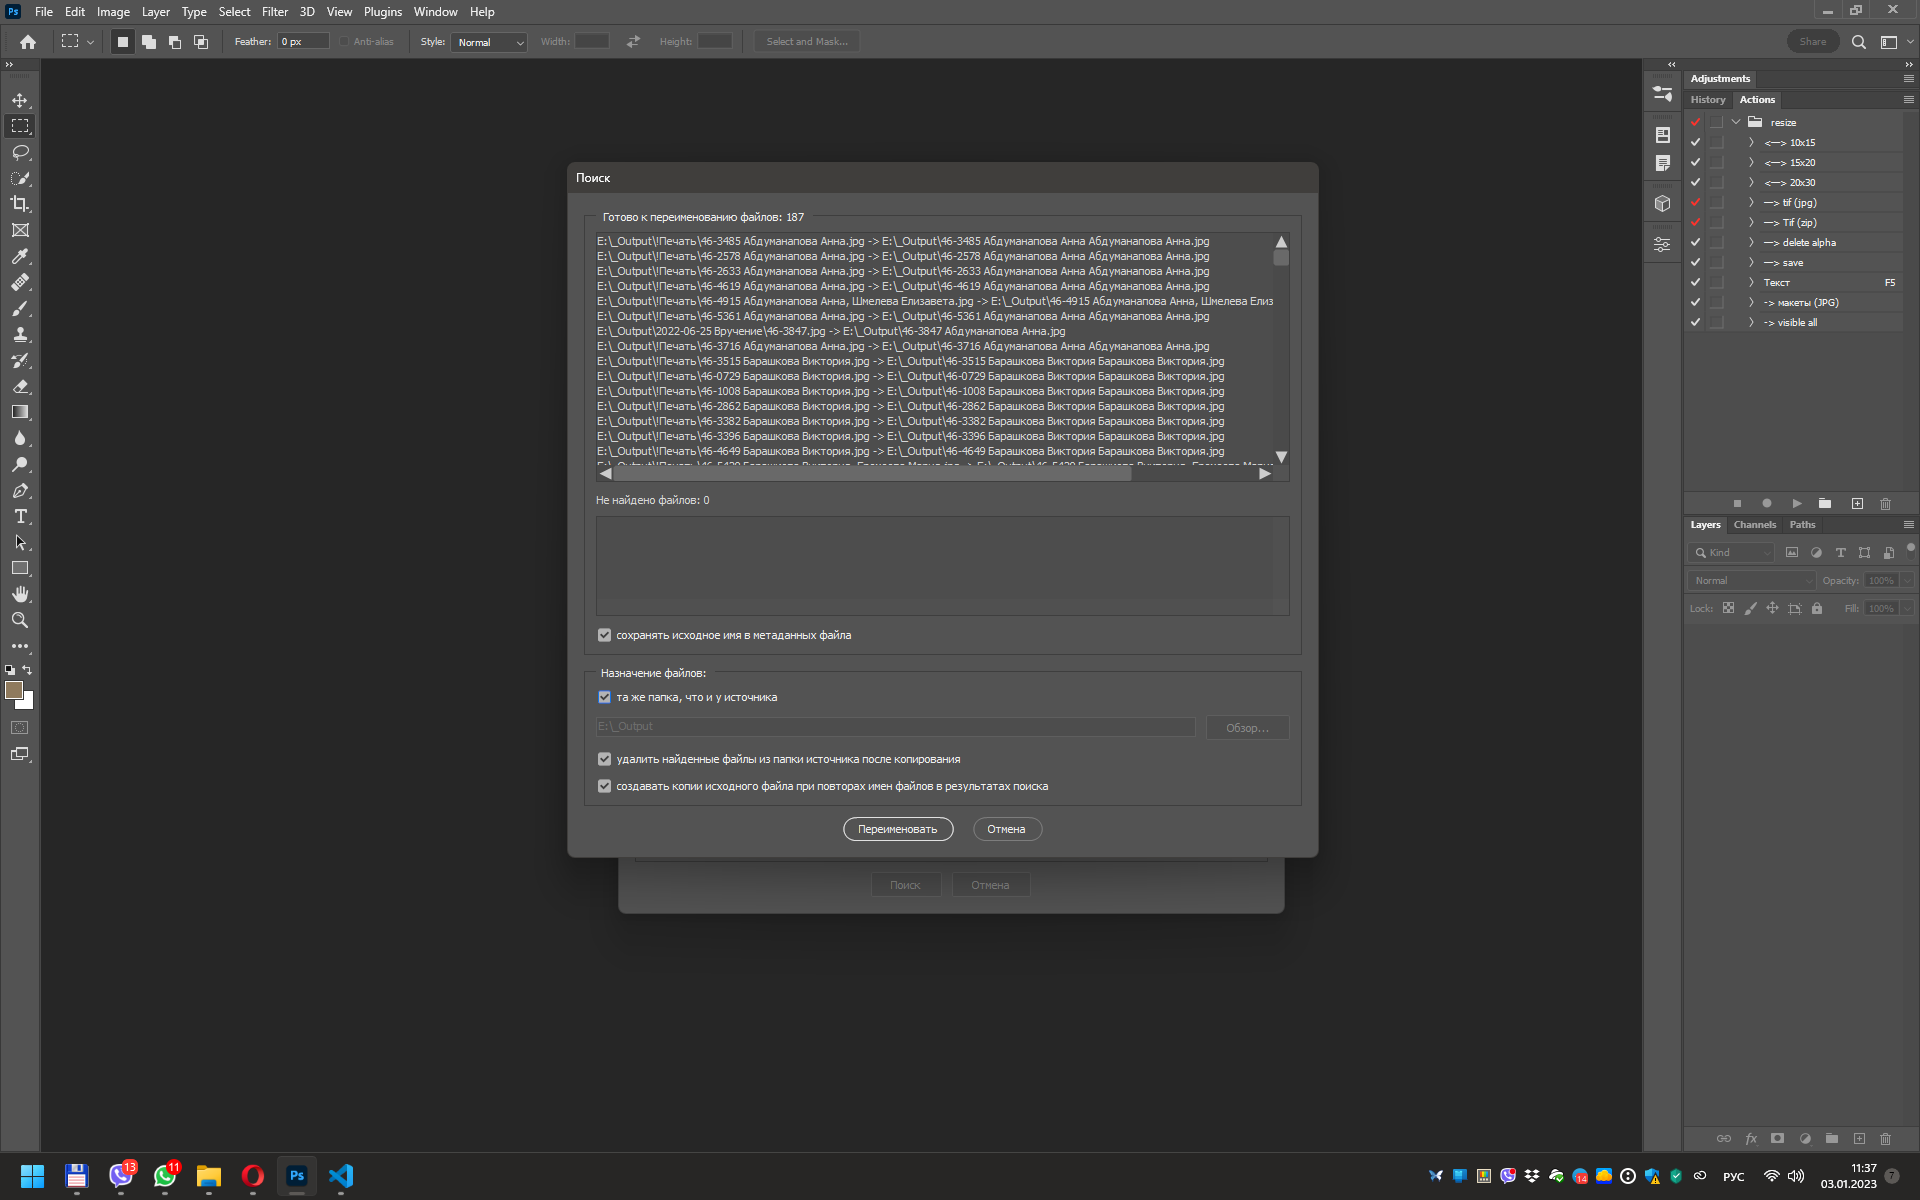 Ps File Edit Image Layer Type Select Filter 3D View Plugins Window Help
Feather: 0 px Anti-alias Style: Normal Width: Height: Select and Mask... Share
Adjustments
History Actions
resize
<—> 10x15
<—> 15x20
<—> 20x30
—> tif (jpg)
—> Tif (zip)
—> delete alpha
—> save
Текст F5
-> макеты (JPG)
-> visible all
Поиск
Готово к переименованию файлов: 187
E:\_Output\!Печать\46-3485 Абдуманапова Анна.jpg -> E:\_Output\46-3485 Абдуманапова Анна Абдуманапова Анна.jpg
E:\_Output\!Печать\46-2578 Абдуманапова Анна.jpg -> E:\_Output\46-2578 Абдуманапова Анна Абдуманапова Анна.jpg
E:\_Output\!Печать\46-2633 Абдуманапова Анна.jpg -> E:\_Output\46-2633 Абдуманапова Анна Абдуманапова Анна.jpg
E:\_Output\!Печать\46-4619 Абдуманапова Анна.jpg -> E:\_Output\46-4619 Абдуманапова Анна Абдуманапова Анна.jpg
E:\_Output\!Печать\46-4915 Абдуманапова Анна, Шмелева Елизавета.jpg -> E:\_Output\46-4915 Абдуманапова Анна, Шмелева Елиз
E:\_Output\!Печать\46-5361 Абдуманапова Анна.jpg -> E:\_Output\46-5361 Абдуманапова Анна Абдуманапова Анна.jpg
E:\_Output\2022-06-25 Вручение\46-3847.jpg -> E:\_Output\46-3847 Абдуманапова Анна.jpg
E:\_Output\!Печать\46-3716 Абдуманапова Анна.jpg -> E:\_Output\46-3716 Абдуманапова Анна Абдуманапова Анна.jpg
E:\_Output\!Печать\46-3515 Барашкова Виктория.jpg -> E:\_Output\46-3515 Барашкова Виктория Барашкова Виктория.jpg
E:\_Output\!Печать\46-0729 Барашкова Виктория.jpg -> E:\_Output\46-0729 Барашкова Виктория Барашкова Виктория.jpg
E:\_Output\!Печать\46-1008 Барашкова Виктория.jpg -> E:\_Output\46-1008 Барашкова Виктория Барашкова Виктория.jpg
E:\_Output\!Печать\46-2862 Барашкова Виктория.jpg -> E:\_Output\46-2862 Барашкова Виктория Барашкова Виктория.jpg
E:\_Output\!Печать\46-3382 Барашкова Виктория.jpg -> E:\_Output\46-3382 Барашкова Виктория Барашкова Виктория.jpg
E:\_Output\!Печать\46-3396 Барашкова Виктория.jpg -> E:\_Output\46-3396 Барашкова Виктория Барашкова Виктория.jpg
E:\_Output\!Печать\46-4649 Барашкова Виктория.jpg -> E:\_Output\46-4649 Барашкова Виктория Барашкова Виктория.jpg
Не найдено файлов: 0
сохранять исходное имя в метаданных файла
Назначение файлов:
та же папка, что и у источника
E:\_Output Обзор...
удалить найденные файлы из папки источника после копирования
создавать копии исходного файла при повторах имен файлов в результатах поиска
Переименовать Отмена
Поиск Отмена
Layers Channels Paths
Kind
Normal Opacity: 100%
Lock: Fill: 100%
fx
13 11 Ps 14 РУС 11:37 7
03.01.2023